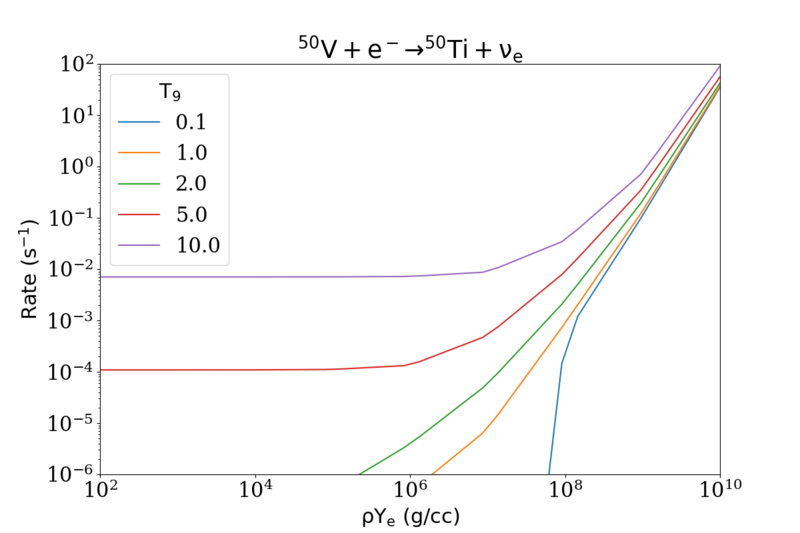 ⁵⁰V + e⁻ →⁵⁰Ti + νₑ
10²
10¹
10⁰
10⁻¹
10⁻²
10⁻³
10⁻⁴
10⁻⁵
10⁻⁶
Rate (s⁻¹)
T₉
0.1
1.0
2.0
5.0
10.0
10² 10⁴ 10⁶ 10⁸ 10¹⁰
ρYₑ (g/cc)